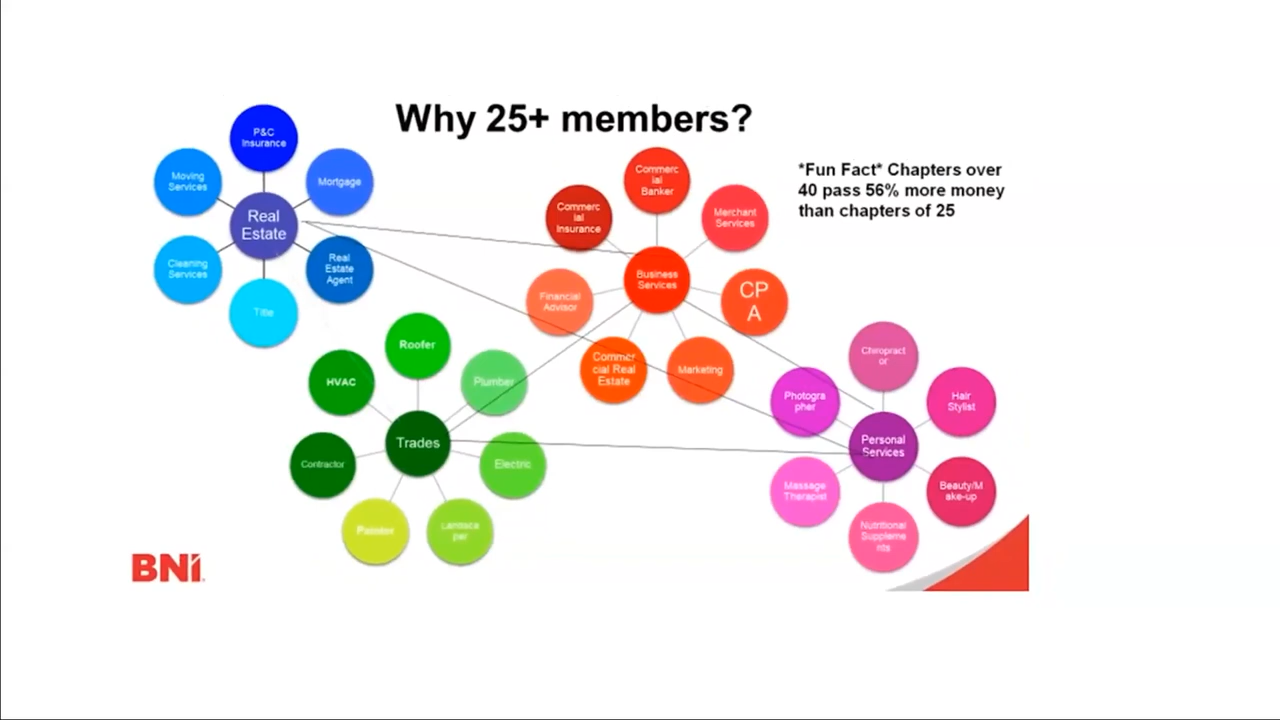 Why 25+ members?
*Fun Fact* Chapters over
40 pass 56% more money
than chapters of 25
P&C
Insurance
Moving
Services
Mortgage
Real
Estate
Cleaning
Services
Real
Estate
Agent
Title
Commerc
ial
Banker
Commerc
ial
Insurance
Merchant
Services
Business
Services
Financial
Advisor
CP
A
Commer
cial Real
Estate
Marketing
Roofer
HVAC
Plumber
Trades
Contractor
Electric
Painter
Landsca
per
Chiropract
or
Photogra
pher
Hair
Stylist
Personal
Services
Massage
Therapist
Beauty/M
ake-up
Nutritional
Suppleme
nts
BNI